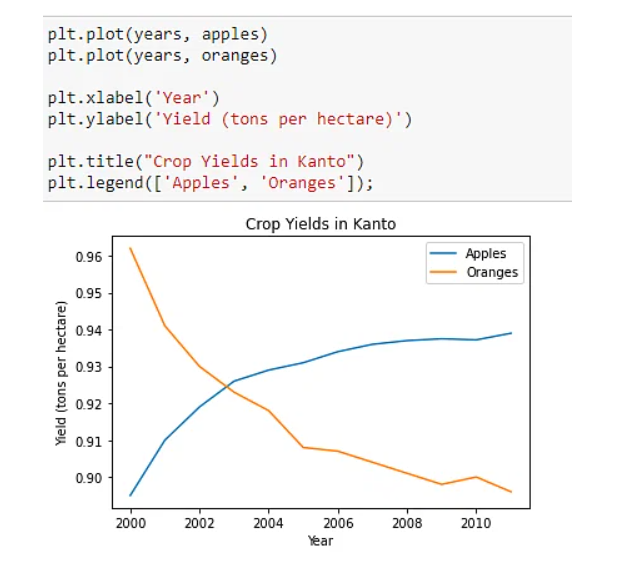 plt.plot(years, apples)
plt.plot(years, oranges)
plt.xlabel('Year')
plt.ylabel('Yield (tons per hectare)')
plt.title("Crop Yields in Kanto")
plt.legend(['Apples', 'Oranges']);
Crop Yields in Kanto
Apples
Oranges
0.96
0.95
0.94
0.93
0.92
0.91
0.90
Yield (tons per hectare)
2000 2002 2004 2006 2008 2010
Year